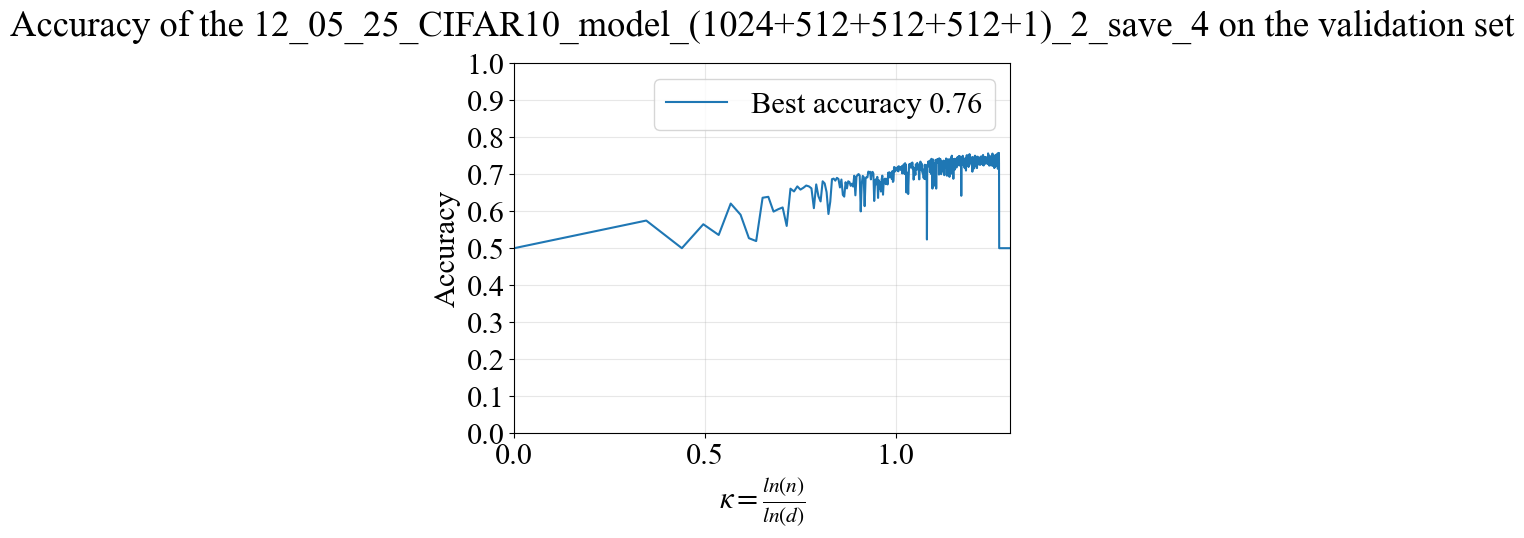 Accuracy of the 12_05_25_CIFAR10_model_(1024+512+512+512+1)_2_save_4 on the validation set
1.0
Best accuracy 0.76
0.9
0.8
0.7
0.6
Accuracy
0.5
0.4
0.3
0.2
0.1
0.0
0.0 0.5 1.0
κ = ln(n) / ln(d)